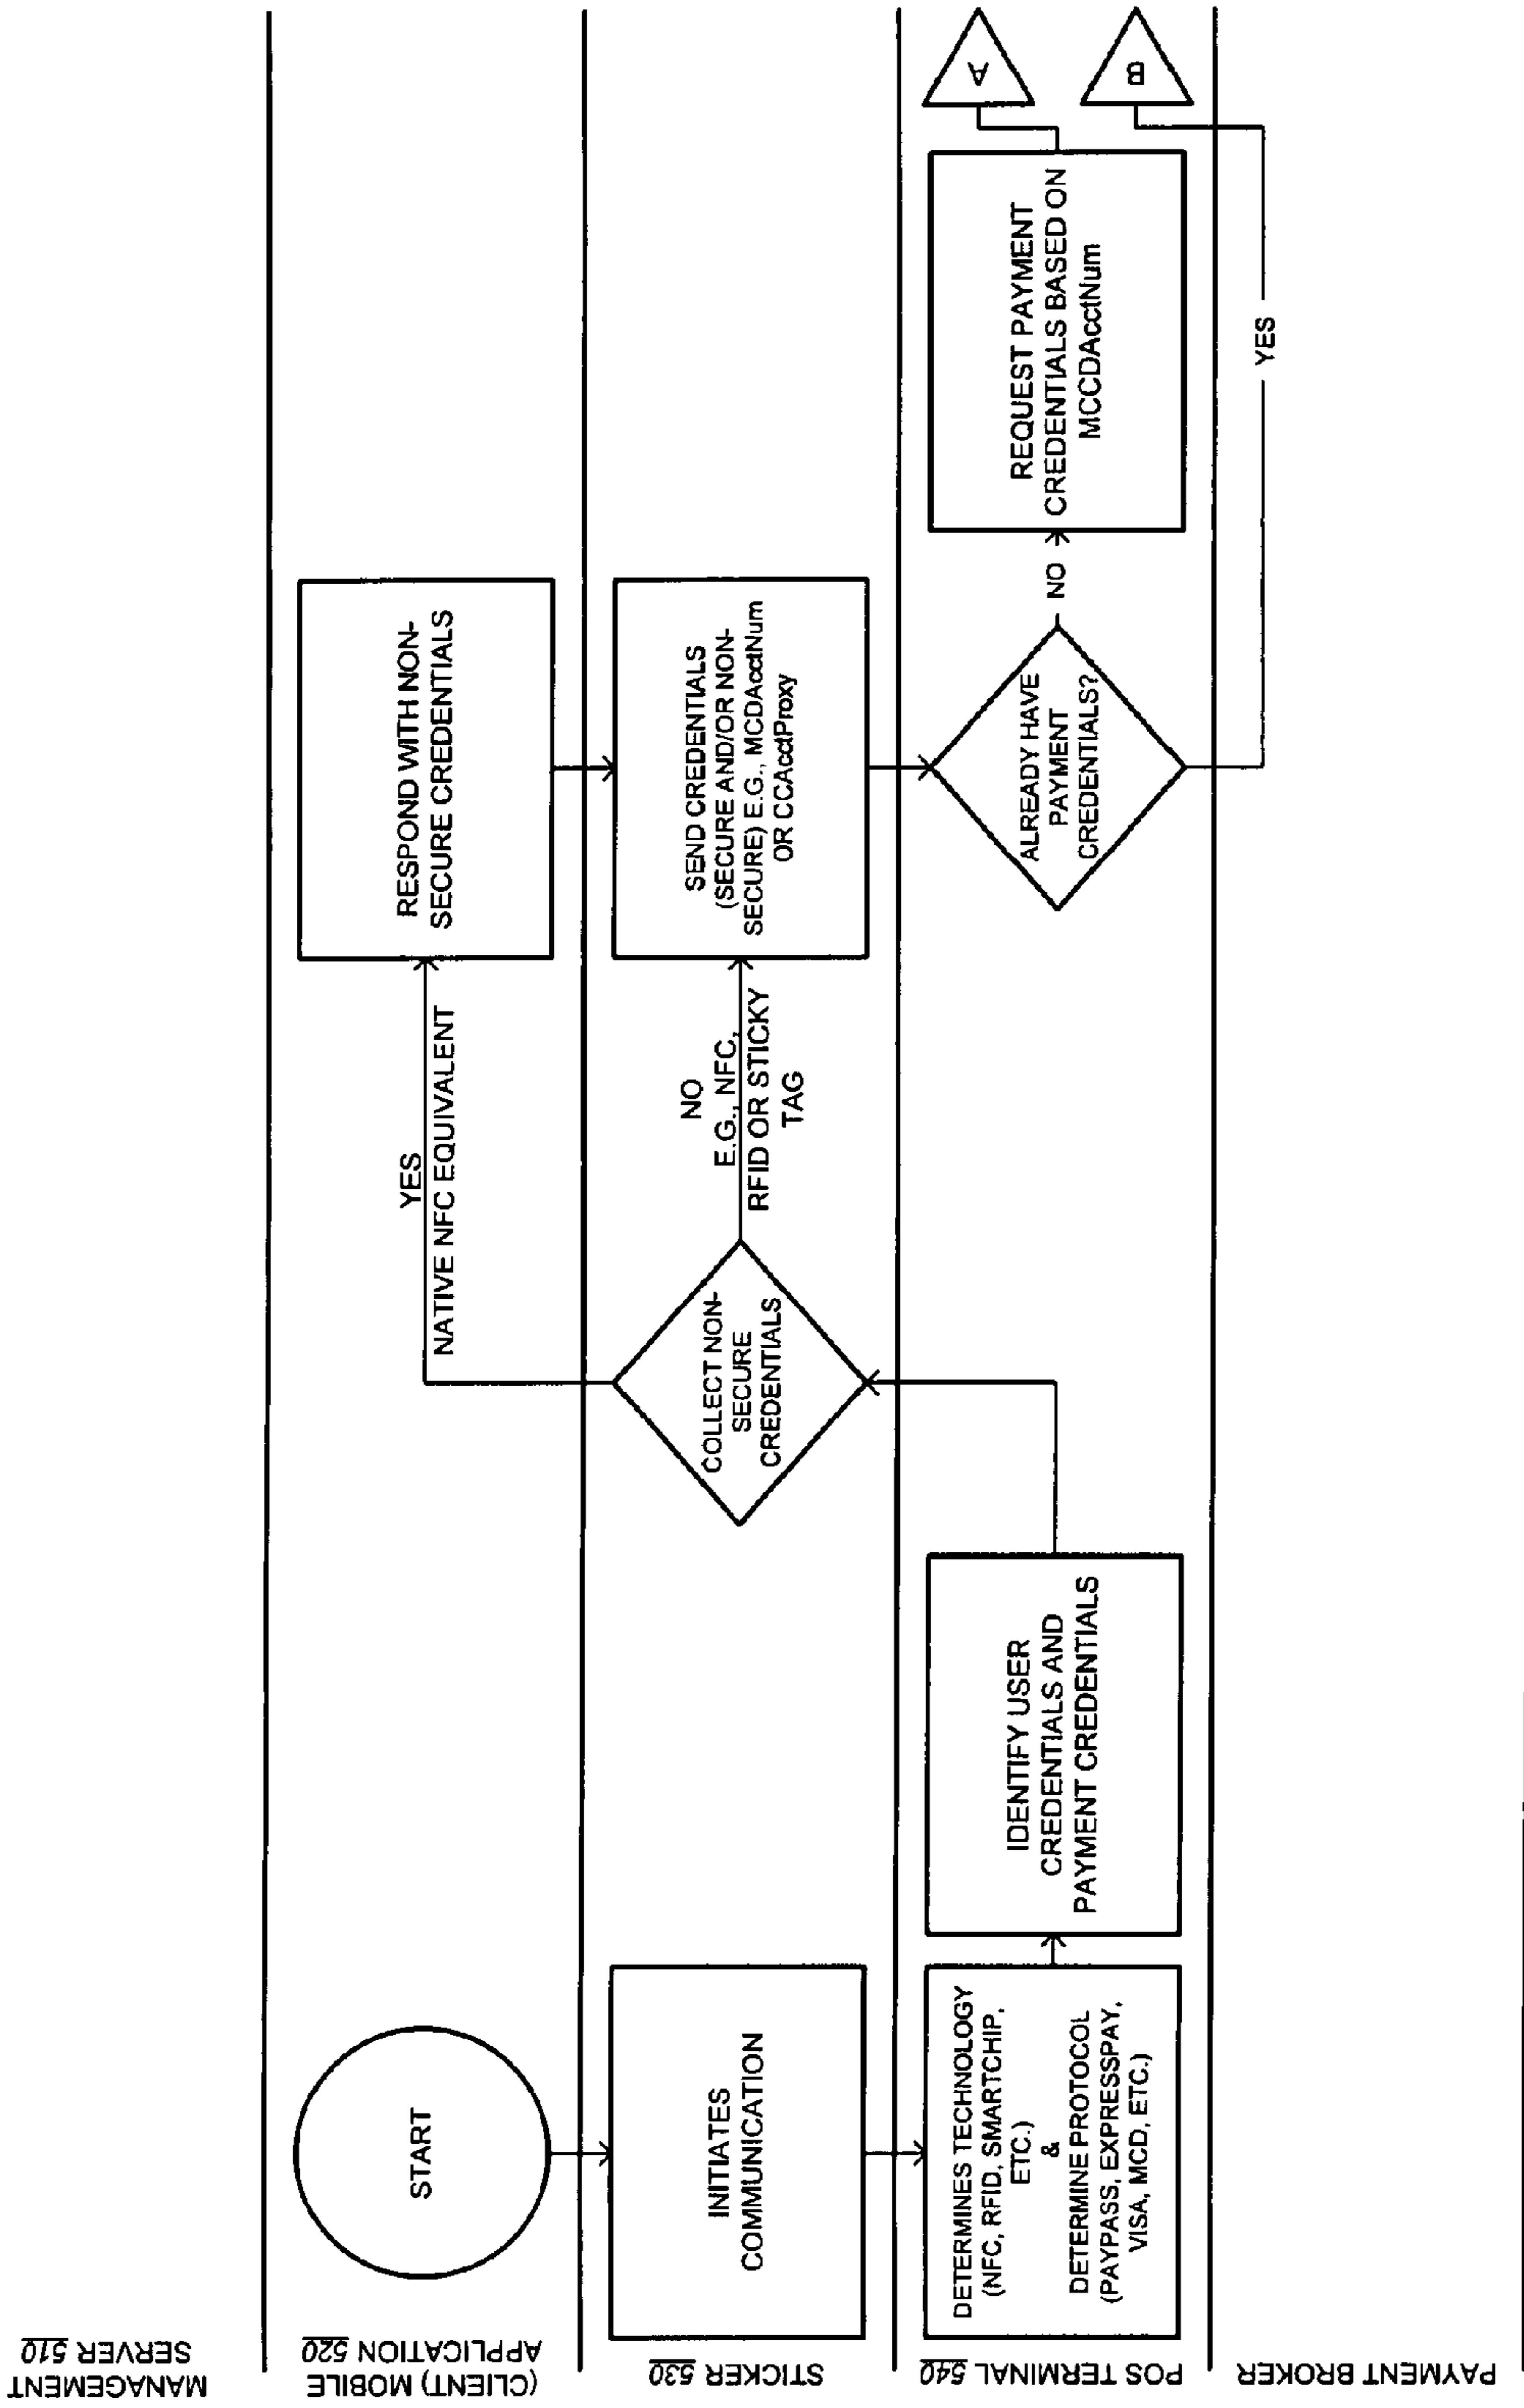 MANAGEMENT
SERVER 510
(CLIENT) MOBILE
APPLICATION 520
START
YES
NATIVE NFC EQUIVALENT
RESPOND WITH NON-
SECURE CREDENTIALS
STICKER 530
INITIATES
COMMUNICATION
COLLECT NON-
SECURE
CREDENTIALS
NO
E.G., NFC,
RFID OR STICKY
TAG
SEND CREDENTIALS
(SECURE AND/OR NON-
SECURE) E.G., MCDAcctNum
OR CCAcctProxy
POS TERMINAL 540
DETERMINES TECHNOLOGY
(NFC, RFID, SMARTCHIP,
ETC.)
&
DETERMINE PROTOCOL
(PAYPASS, EXPRESSPAY,
VISA, MCD, ETC.)
IDENTIFY USER
CREDENTIALS AND
PAYMENT CREDENTIALS
ALREADY HAVE
PAYMENT
CREDENTIALS?
NO
REQUEST PAYMENT
CREDENTIALS BASED ON
MCCDAcctNum
A
B
YES
PAYMENT BROKER